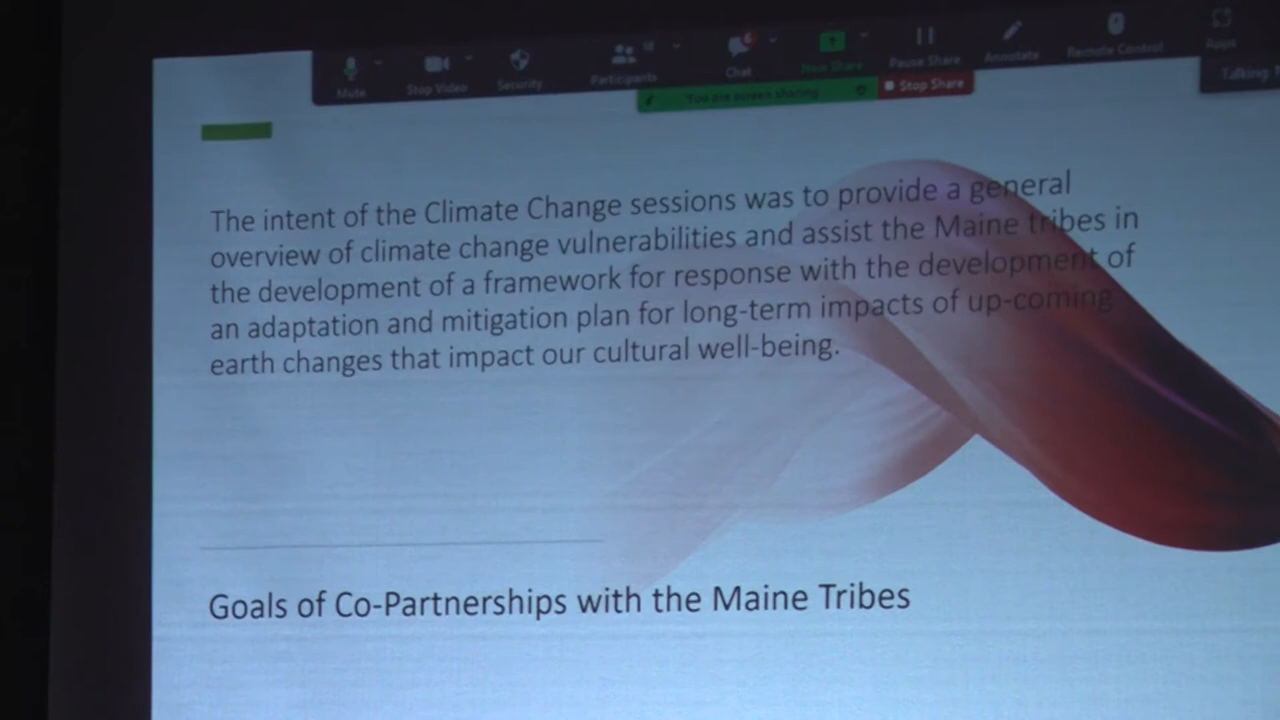 Mute
Stop Video
Security
Participants
Chat
New Share
Pause Share
Annotate
Remote Control
Apps
You are screen sharing
Stop Share
Talking:
The intent of the Climate Change sessions was to provide a general
overview of climate change vulnerabilities and assist the Maine tribes in
the development of a framework for response with the development of
an adaptation and mitigation plan for long-term impacts of up-coming
earth changes that impact our cultural well-being.
Goals of Co-Partnerships with the Maine Tribes